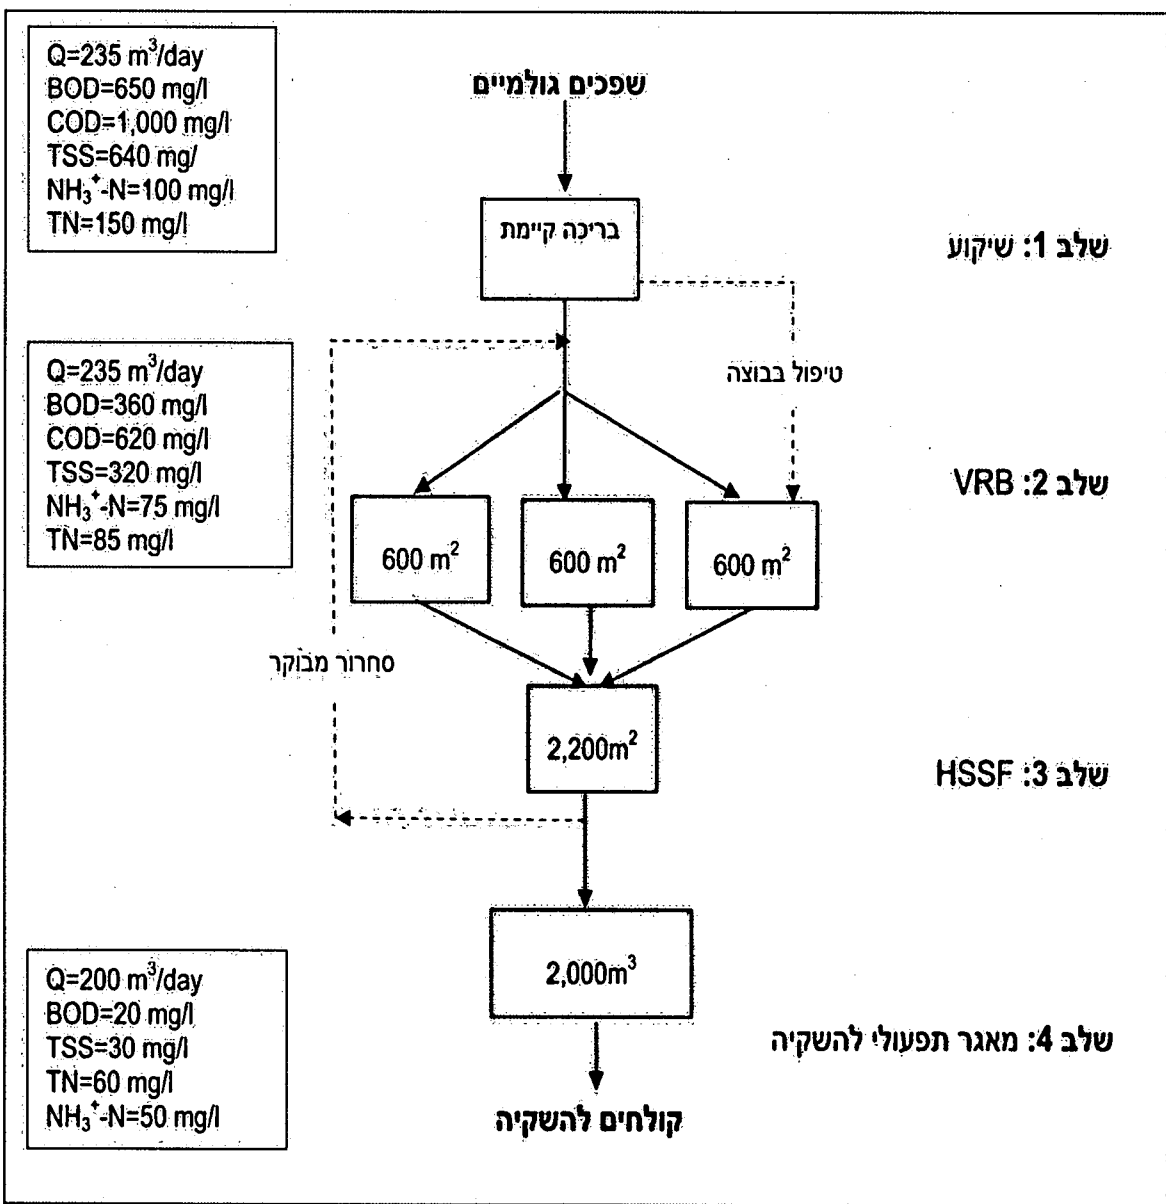 Q=235 m³/day
BOD=650 mg/l
COD=1,000 mg/l
TSS=640 mg/
NH₃⁺-N=100 mg/l
TN=150 mg/l
שפכים גולמיים
בריכה קיימת
שלב 1: שיקוע
Q=235 m³/day
BOD=360 mg/l
COD=620 mg/l
TSS=320 mg/l
NH₃⁺-N=75 mg/l
TN=85 mg/l
טיפול בבוצה
שלב 2: VRB
600 m²
600 m²
600 m²
סחרור מבוקר
2,200m²
שלב 3: HSSF
Q=200 m³/day
BOD=20 mg/l
TSS=30 mg/l
TN=60 mg/l
NH₃⁺-N=50 mg/l
2,000m³
שלב 4: מאגר תפעולי להשקיה
קולחים להשקיה